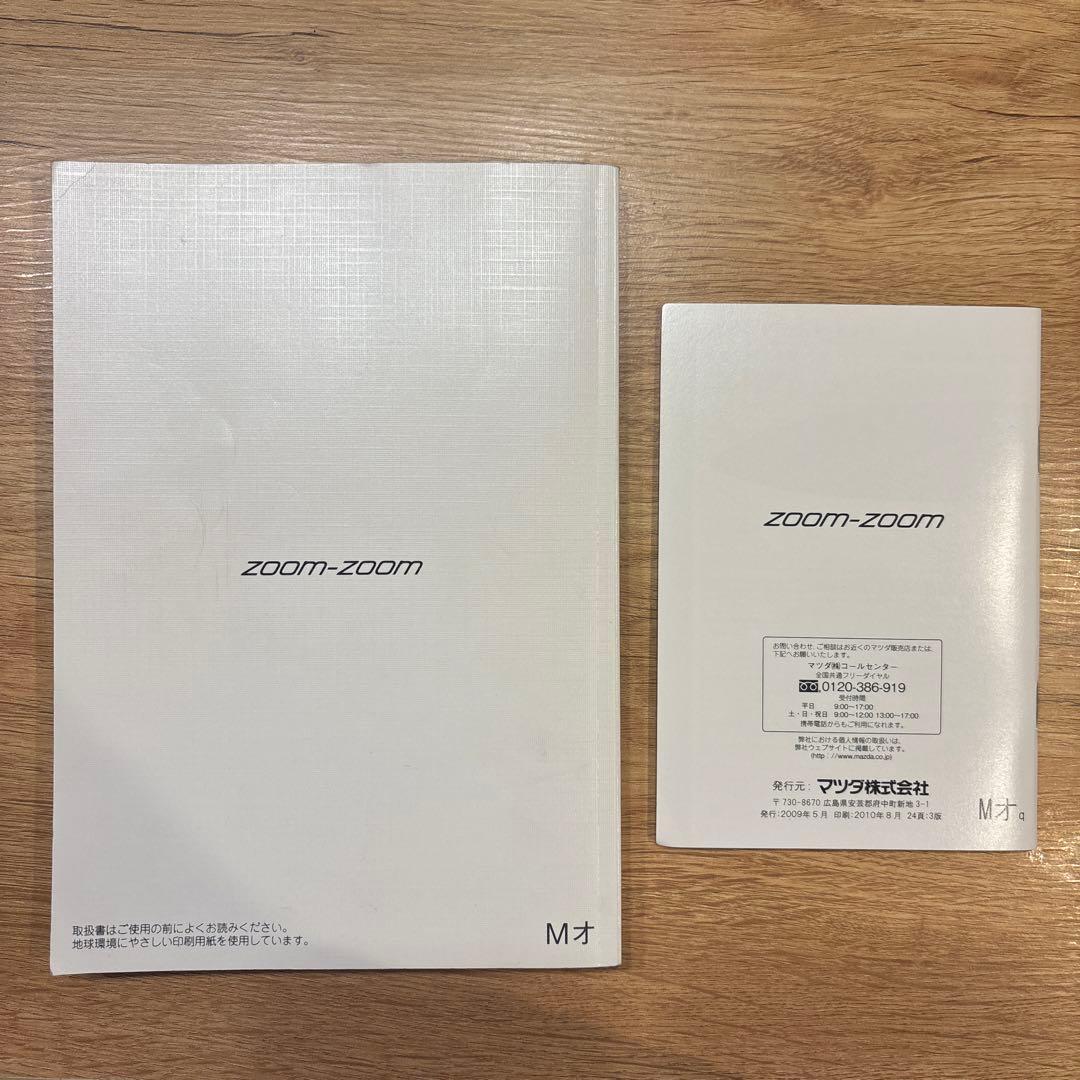 zoom-zoom
取扱書はご使用の前によくお読みください。
地球環境にやさしい印刷用紙を使用しています。
Mオ
zoom-zoom
お問い合わせ、ご相談はお近くのマツダ販売店または、
下記へお願いいたします。
マツダ㈱コールセンター
全国共通フリーダイヤル
0120-386-919
受付時間
平日 9:00~17:00
土・日・祝日 9:00~12:00 13:00~17:00
携帯電話からもご利用になれます。
弊社における個人情報の取扱いは、
弊社ウェブサイトに掲載しています。
(http://www.mazda.co.jp)
発行元: マツダ株式会社
〒730-8670 広島県安芸郡府中町新地 3-1
発行:2009年5月 印刷:2010年8月 24頁:3版
Mオq